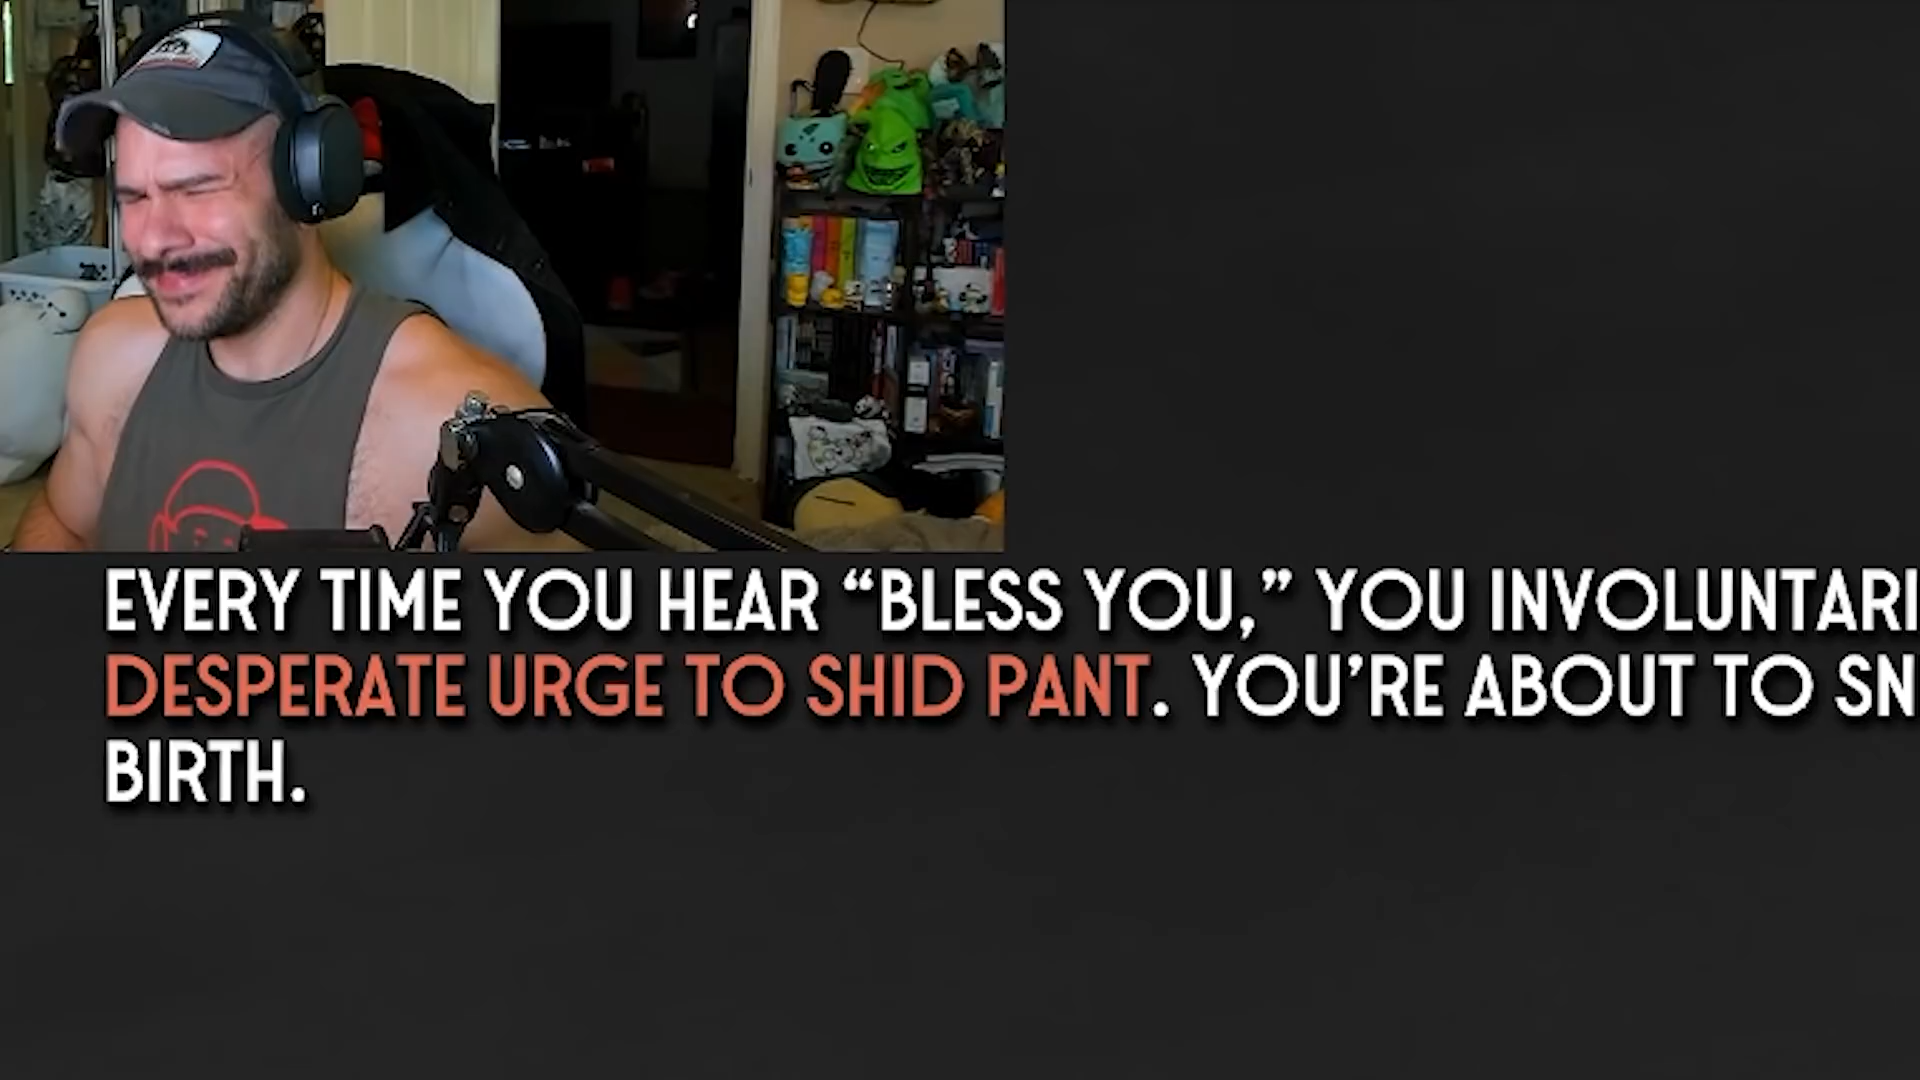 EVERY TIME YOU HEAR “BLESS YOU,” YOU INVOLUNTARI
DESPERATE URGE TO SHID PANT. YOU’RE ABOUT TO SN
BIRTH.